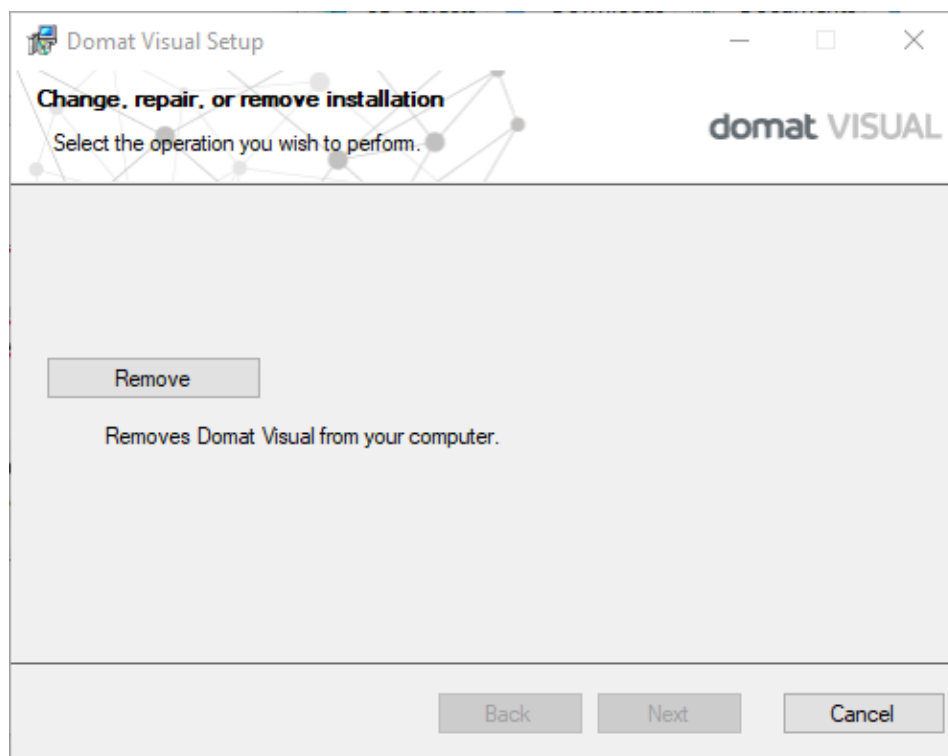 Domat Visual Setup
Change, repair, or remove installation
Select the operation you wish to perform.
domat VISUAL
Remove
Removes Domat Visual from your computer.
Back
Next
Cancel